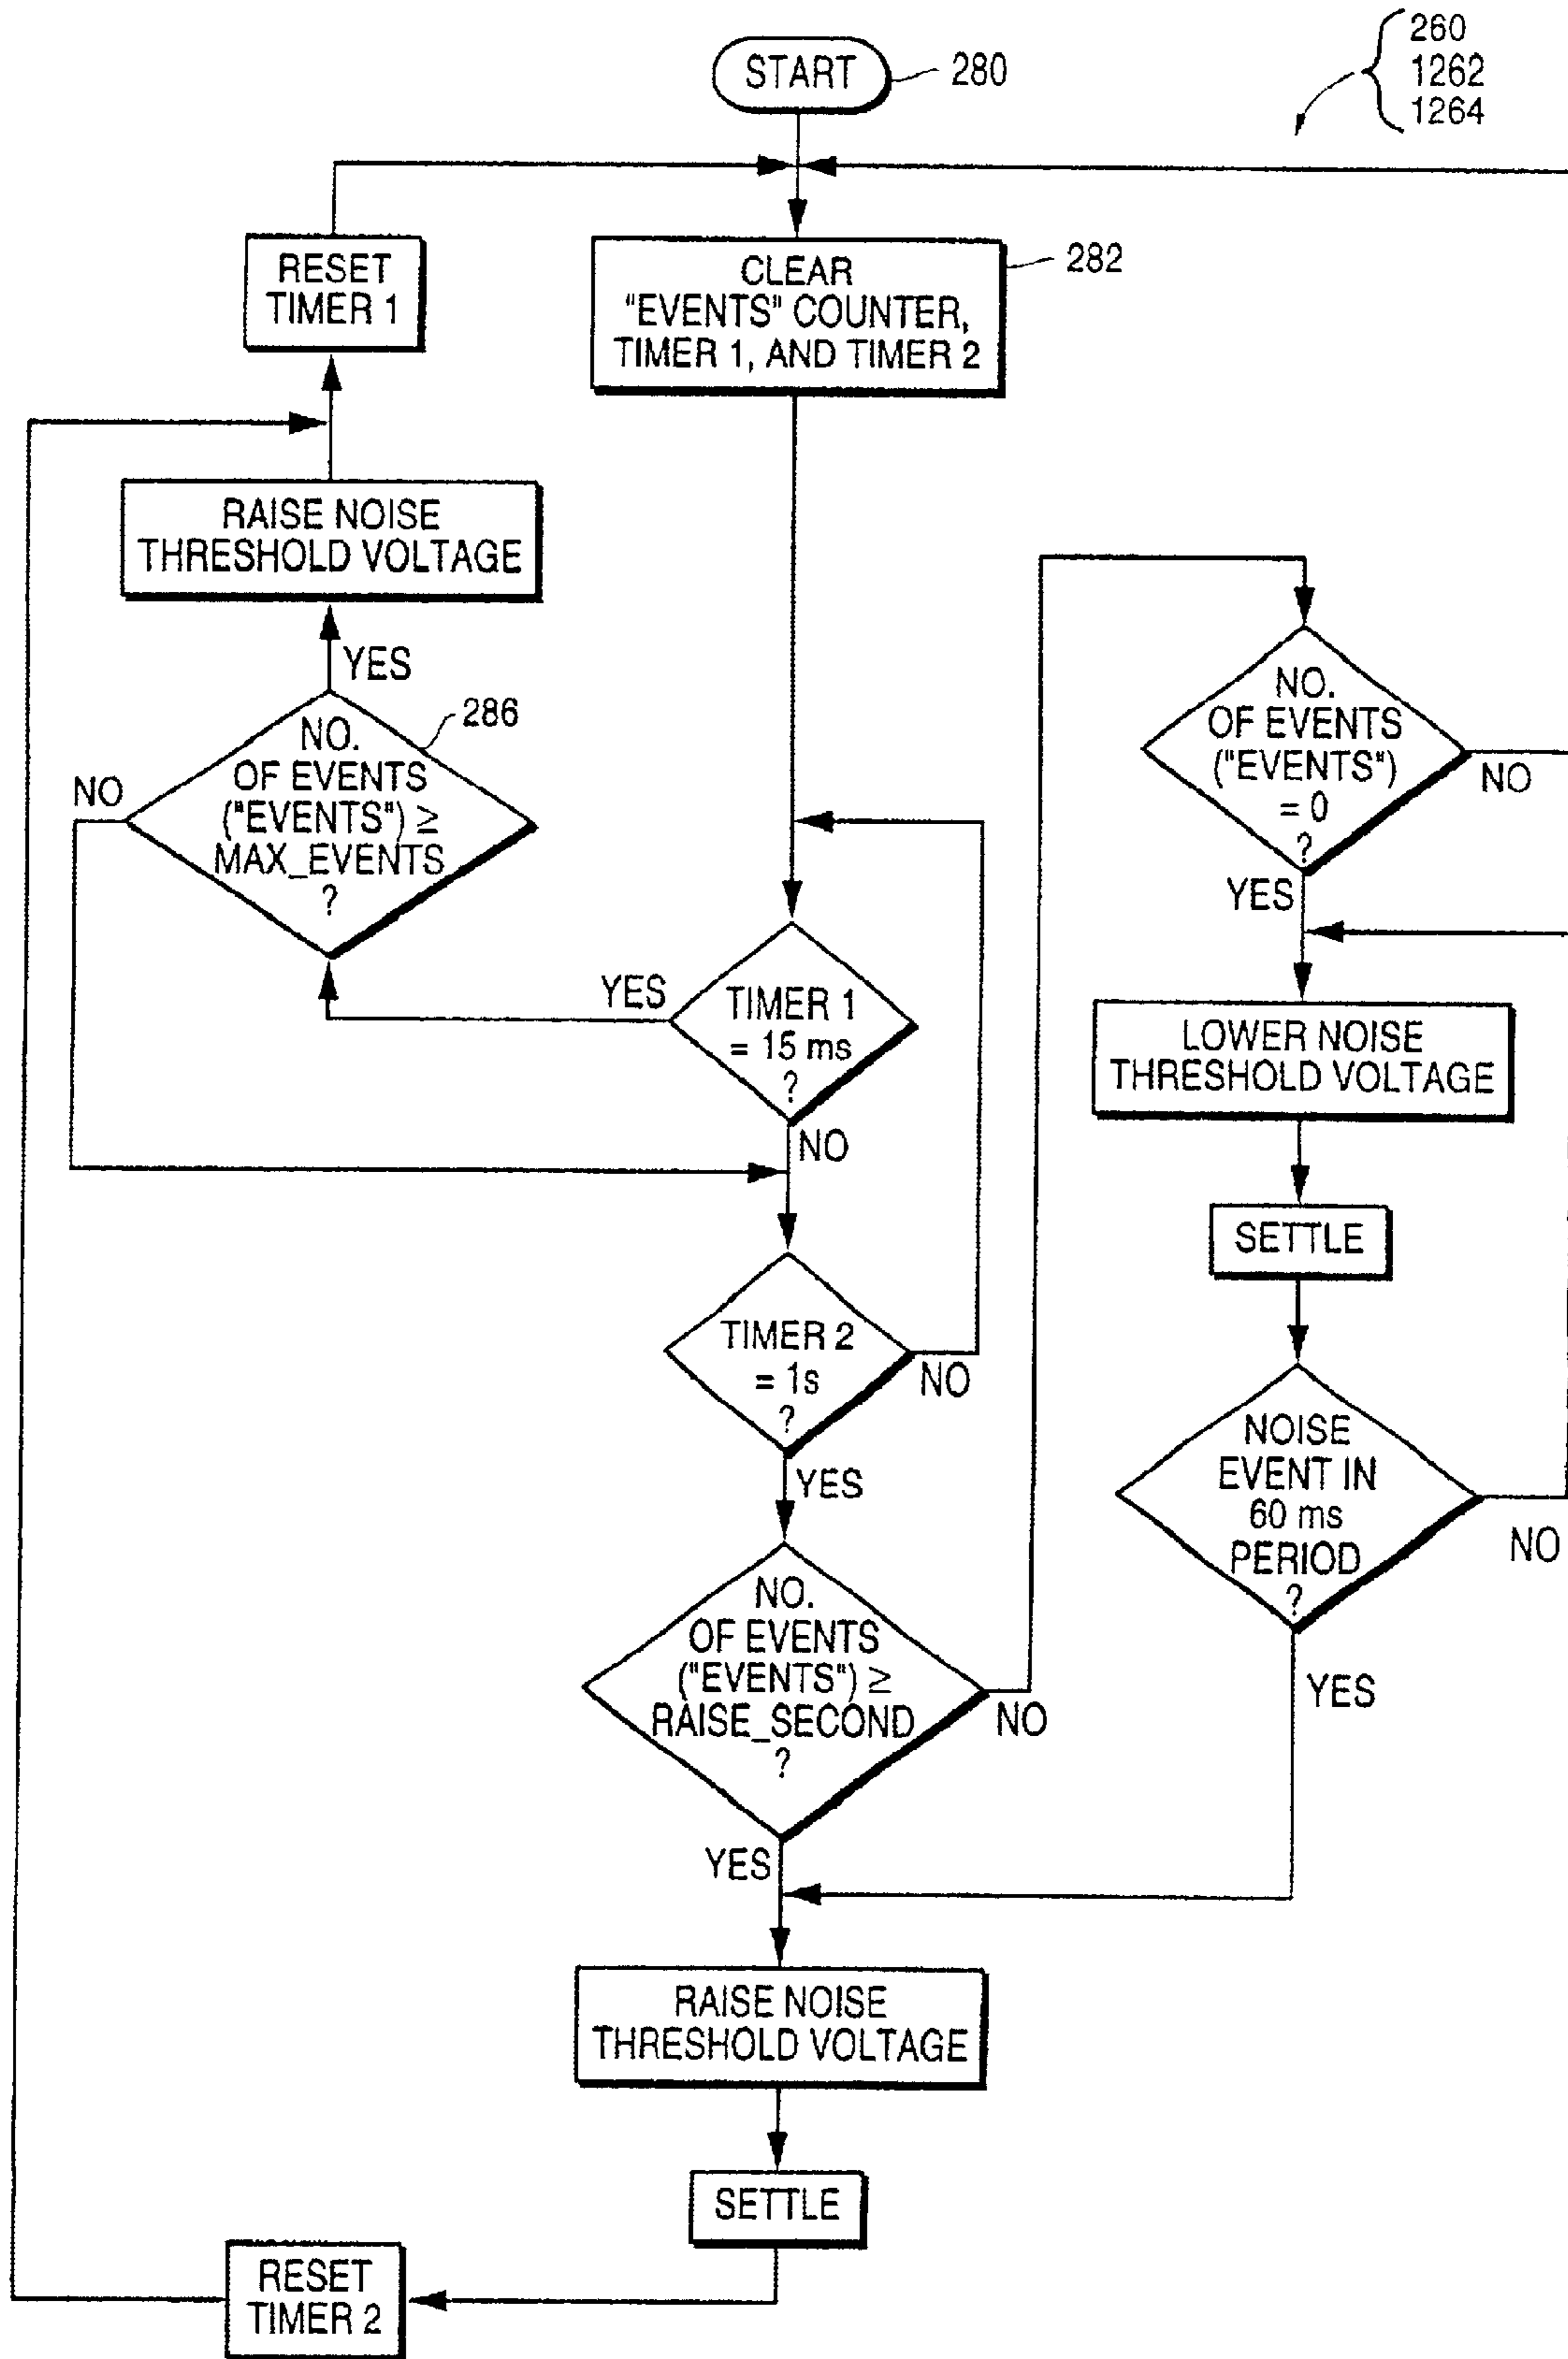 START
280
260
1262
1264
RESET
TIMER 1
CLEAR
"EVENTS" COUNTER,
TIMER 1, AND TIMER 2
282
RAISE NOISE
THRESHOLD VOLTAGE
YES
286
NO.
OF EVENTS
("EVENTS") ≥
MAX_EVENTS
?
NO
NO.
OF EVENTS
("EVENTS")
= 0
?
NO
YES
YES
TIMER 1
= 15 ms
?
NO
LOWER NOISE
THRESHOLD VOLTAGE
SETTLE
TIMER 2
= 1s
?
NO
YES
NOISE
EVENT IN
60 ms
PERIOD
?
NO
YES
NO.
OF EVENTS
("EVENTS") ≥
RAISE_SECOND
?
NO
YES
RAISE NOISE
THRESHOLD VOLTAGE
SETTLE
RESET
TIMER 2